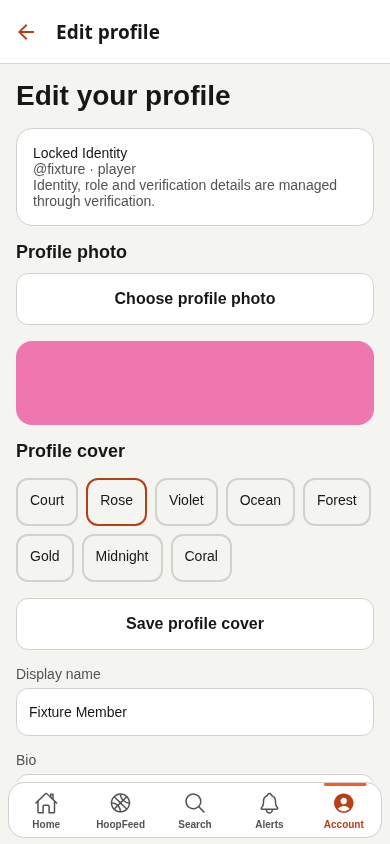 Edit profile
Edit your profile
Locked Identity
@fixture · player
Identity, role and verification details are managed
through verification.
Profile photo
Choose profile photo
Profile cover
Court Rose Violet Ocean Forest
Gold Midnight Coral
Save profile cover
Display name
Fixture Member
Bio
Home HoopFeed Search Alerts Account